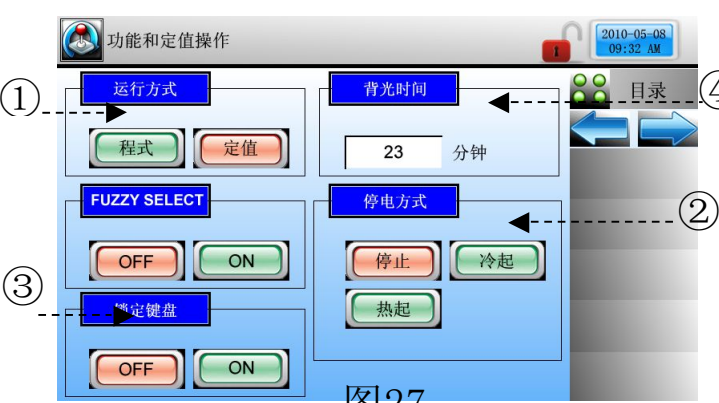 功能和定值操作
2010-05-08
09:32 AM
① 运行方式
程式 定值
背光时间 ④
23 分钟
目录
FUZZY SELECT
OFF ON
停电方式 ②
停止 冷起
热起
③ 锁定键盘
OFF ON
图27